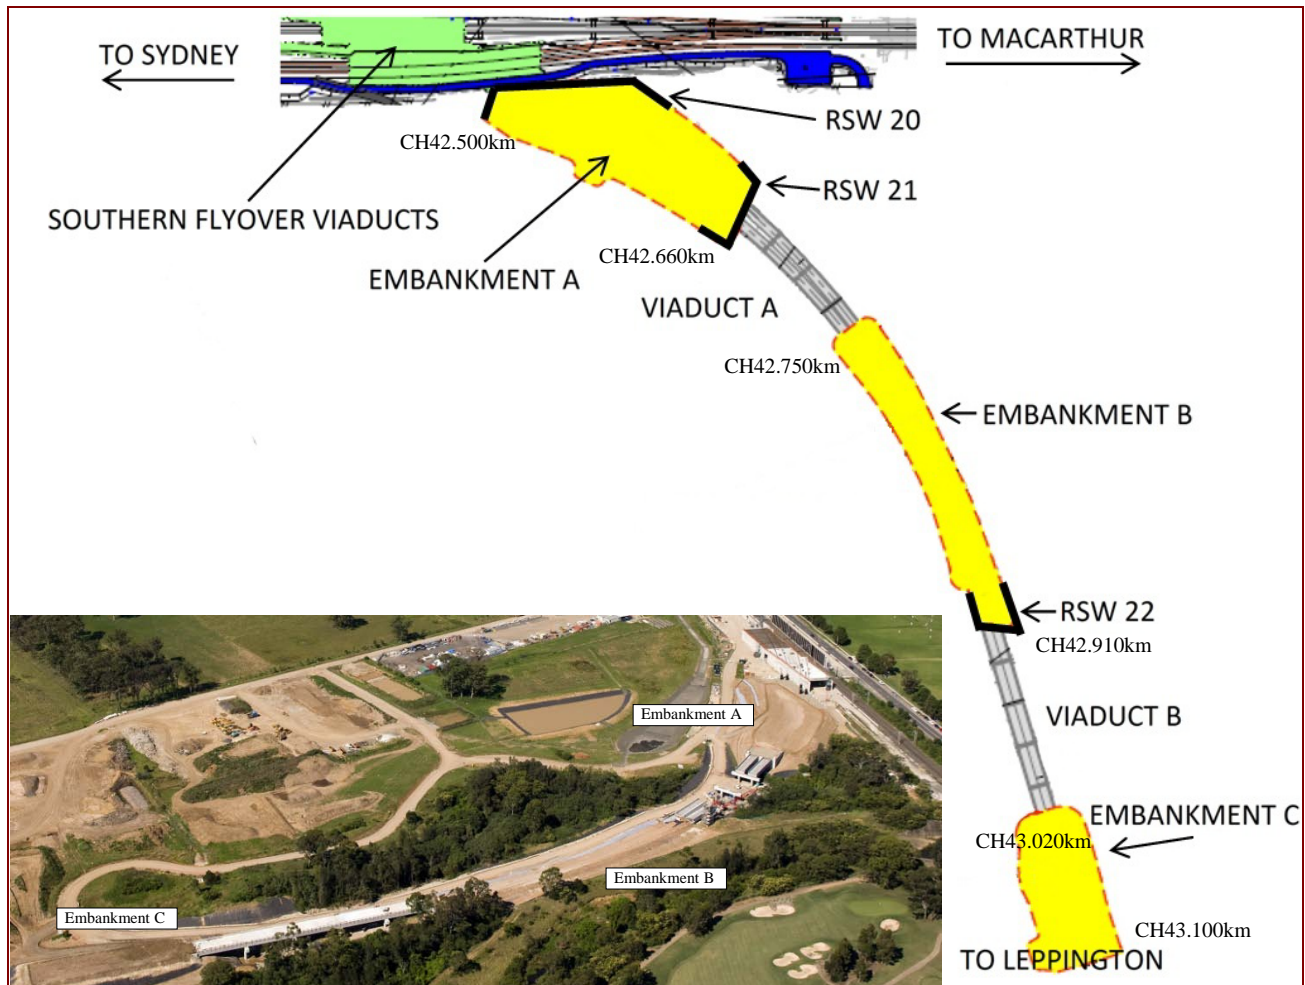 TO SYDNEY
TO MACARTHUR
RSW 20
CH42.500km
RSW 21
SOUTHERN FLYOVER VIADUCTS
CH42.660km
EMBANKMENT A
VIADUCT A
CH42.750km
EMBANKMENT B
RSW 22
CH42.910km
Embankment A
VIADUCT B
EMBANKMENT C
CH43.020km
Embankment B
Embankment C
CH43.100km
TO LEPPINGTON